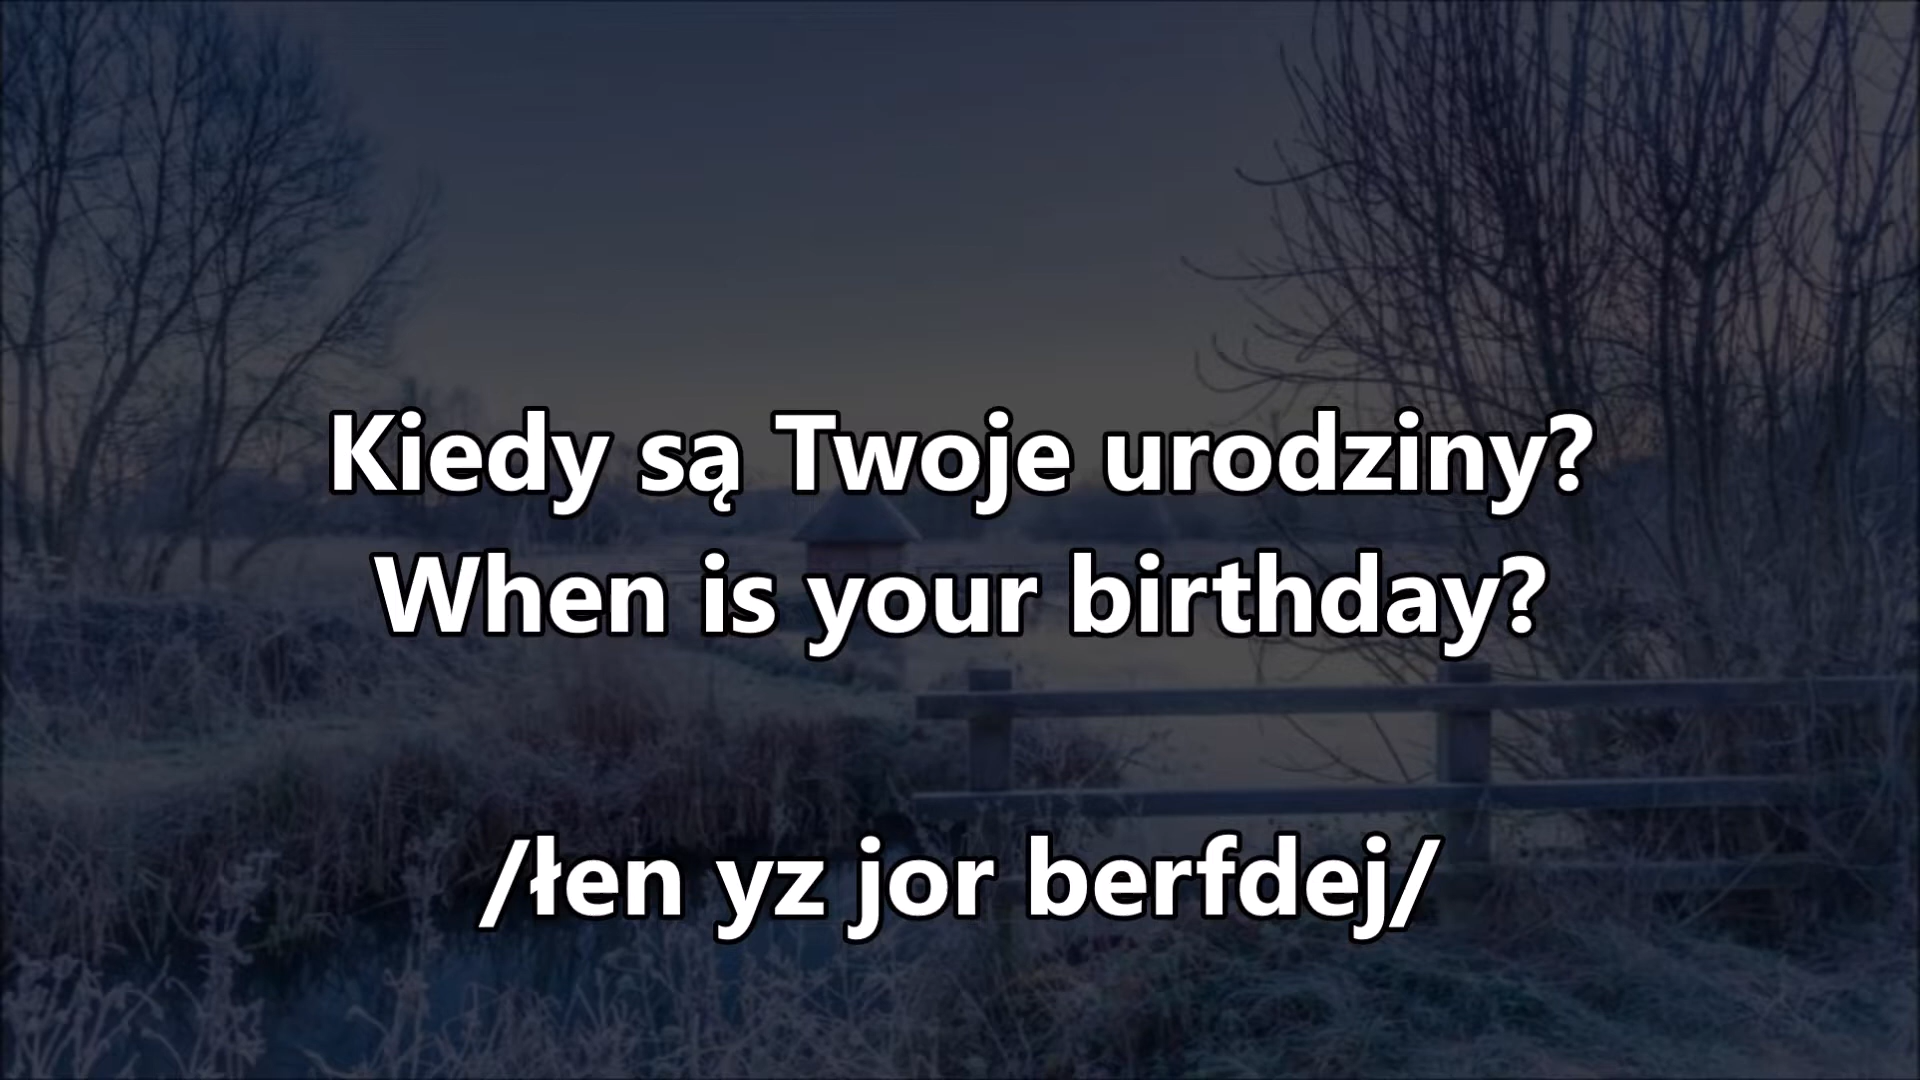 Kiedy są Twoje urodziny?
When is your birthday?
/łen yz jor berfdej/